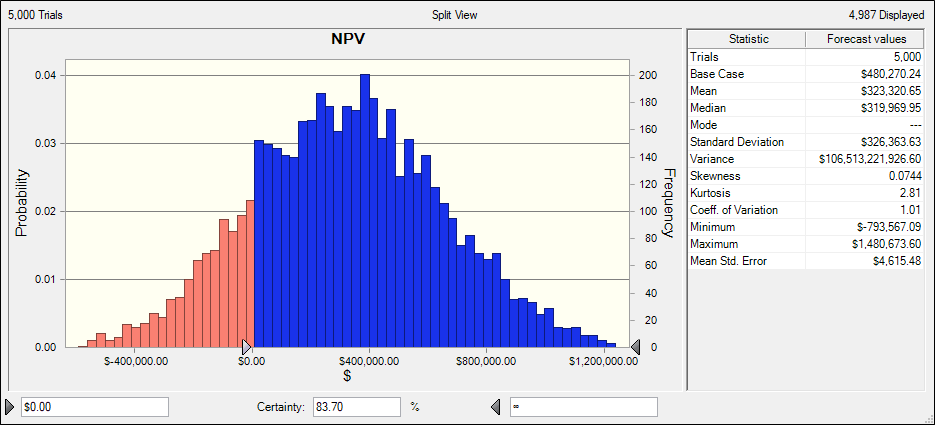 5,000 Trials Split View 4,987 Displayed
NPV
0.04
0.03
0.02
0.01
0.00
Probability
200
180
160
140
120
100
80
60
40
20
0
Frequency
$-400,000.00 $0.00 $400,000.00 $800,000.00 $1,200,000.00
$
Statistic Forecast values
Trials 5,000
Base Case $480,270.24
Mean $323,320.65
Median $319,969.95
Mode ---
Standard Deviation $326,363.63
Variance $106,513,221,926.60
Skewness 0.0744
Kurtosis 2.81
Coeff. of Variation 1.01
Minimum $-793,567.09
Maximum $1,480,673.60
Mean Std. Error $4,615.48
$0.00 Certainty: 83.70 % ∞